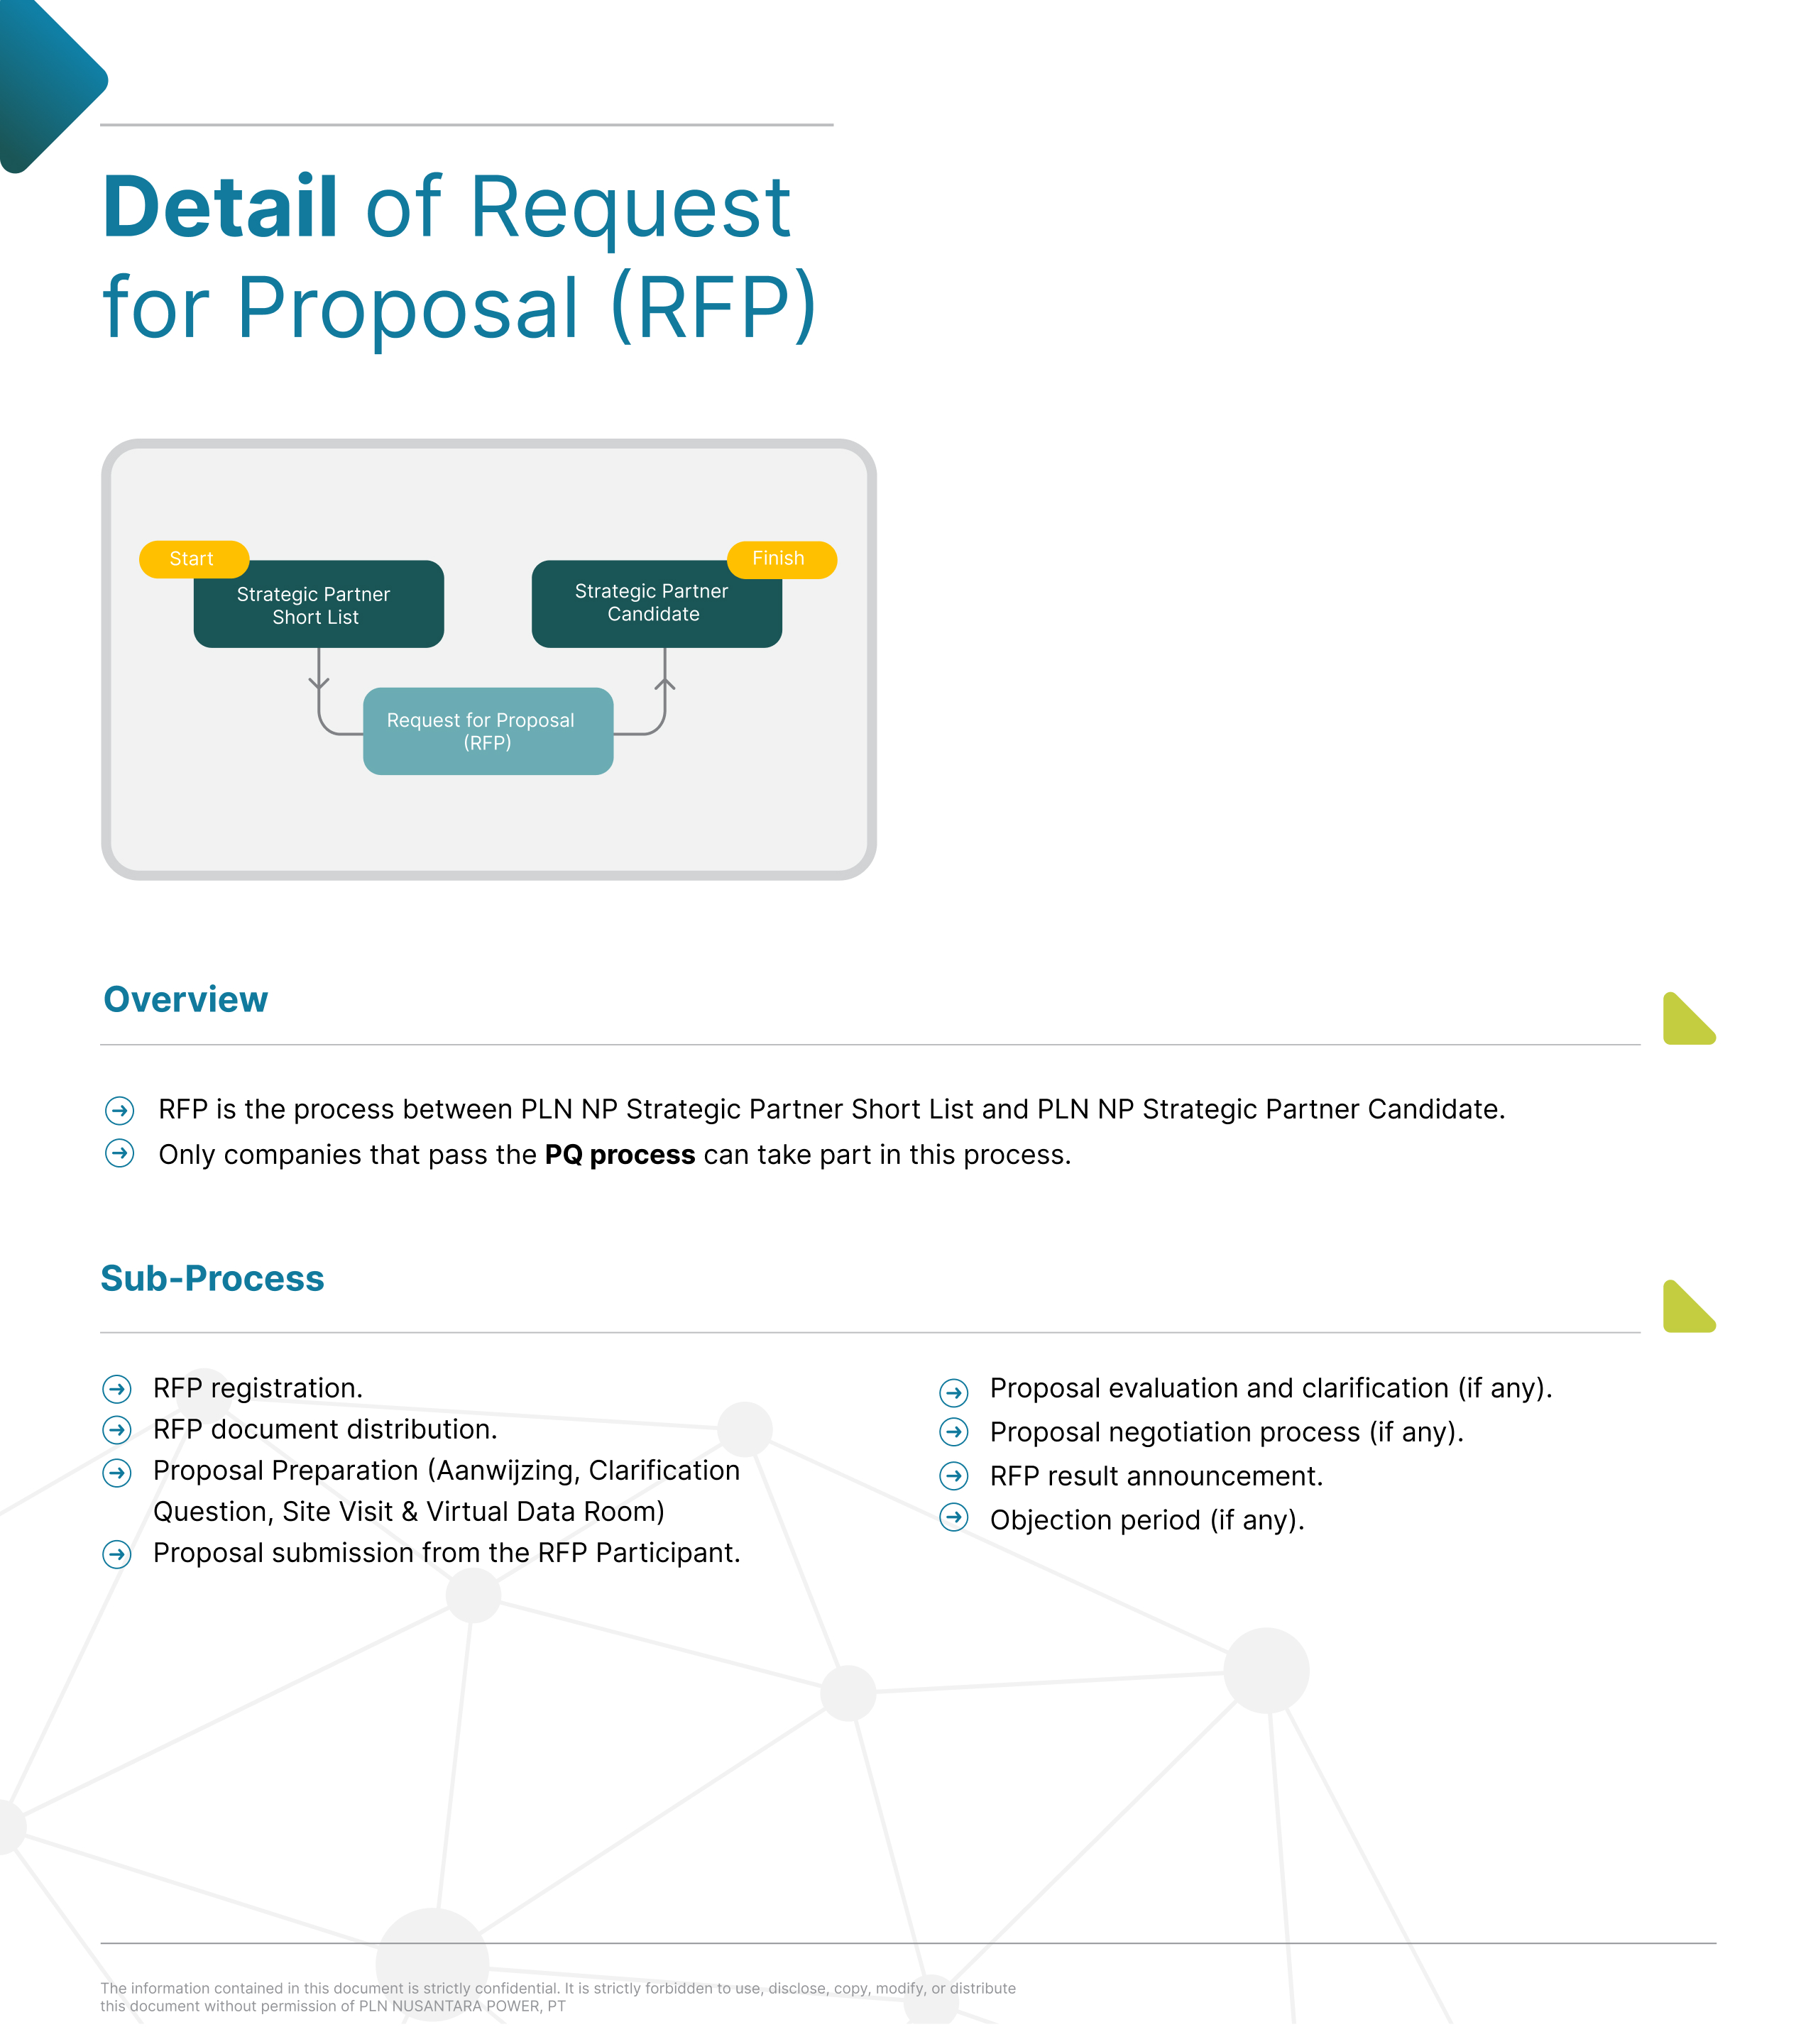 Detail of Request
for Proposal (RFP)
Start
Strategic Partner
Short List
Finish
Strategic Partner
Candidate
Request for Proposal
(RFP)
Overview
RFP is the process between PLN NP Strategic Partner Short List and PLN NP Strategic Partner Candidate.
Only companies that pass the PQ process can take part in this process.
Sub-Process
RFP registration.
RFP document distribution.
Proposal Preparation (Aanwijzing, Clarification
Question, Site Visit & Virtual Data Room)
Proposal submission from the RFP Participant.
Proposal evaluation and clarification (if any).
Proposal negotiation process (if any).
RFP result announcement.
Objection period (if any).
The information contained in this document is strictly confidential. It is strictly forbidden to use, disclose, copy, modify, or distribute
this document without permission of PLN NUSANTARA POWER, PT